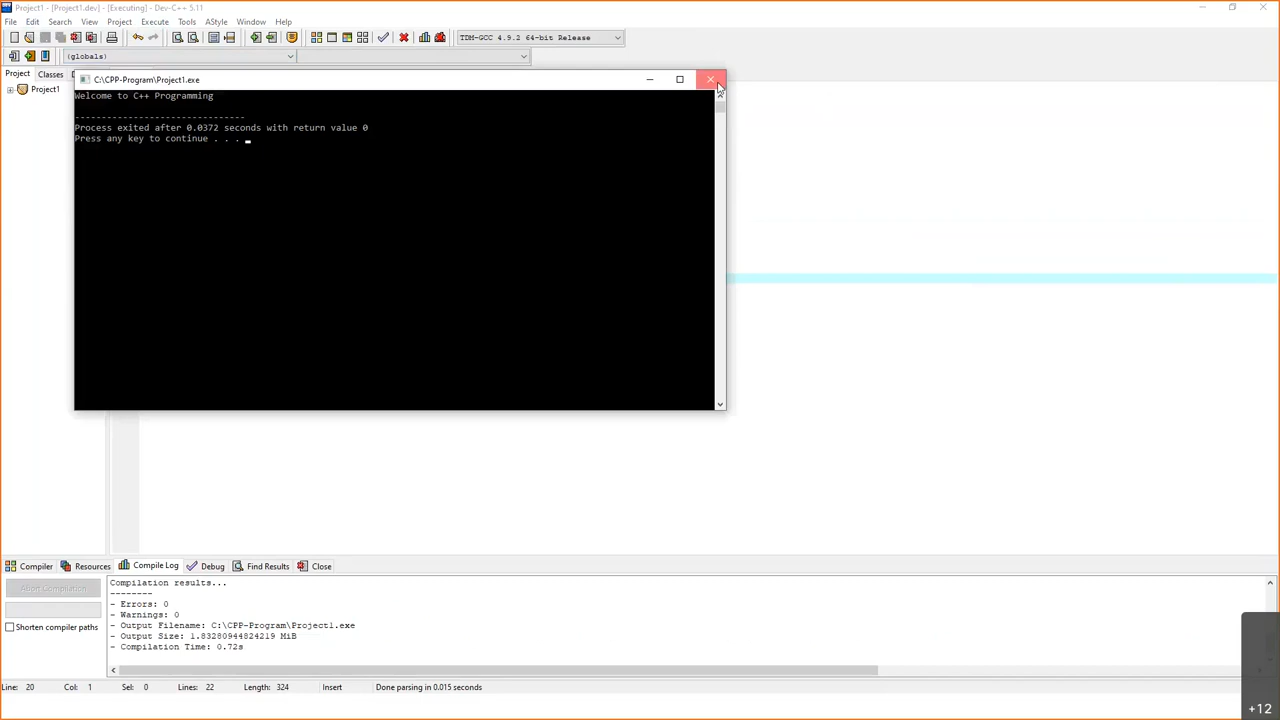 Project1 - [Project1.dev] - [Executing] - Dev-C++ 5.11
File Edit Search View Project Execute Tools AStyle Window Help
TDM-GCC 4.9.2 64-bit Release
(globals)
Project Classes
Project1
C:\CPP-Program\Project1.exe
Welcome to C++ Programming
--------------------------------
Process exited after 0.0372 seconds with return value 0
Press any key to continue . . .
Compiler Resources Compile Log Debug Find Results Close
Abort Compilation
Shorten compiler paths
Compilation results...
--------
- Errors: 0
- Warnings: 0
- Output Filename: C:\CPP-Program\Project1.exe
- Output Size: 1.83280944824219 MiB
- Compilation Time: 0.72s
Line: 20 Col: 1 Sel: 0 Lines: 22 Length: 324 Insert Done parsing in 0.015 seconds
+12